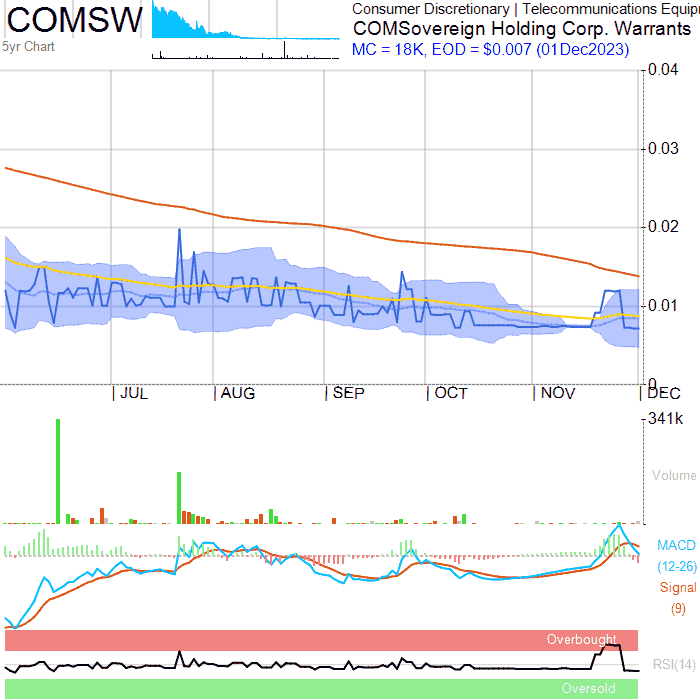 COMSW
5yr Chart
Consumer Discretionary | Telecommunications Equip
COMSovereign Holding Corp. Warrants
MC = 18K, EOD = $0.007 (01Dec2023)
0.04
0.03
0.02
0.01
0
JUL AUG SEP OCT NOV DEC
341k
Volume
MACD
(12-26)
Signal
(9)
Overbought
RSI(14)
Oversold